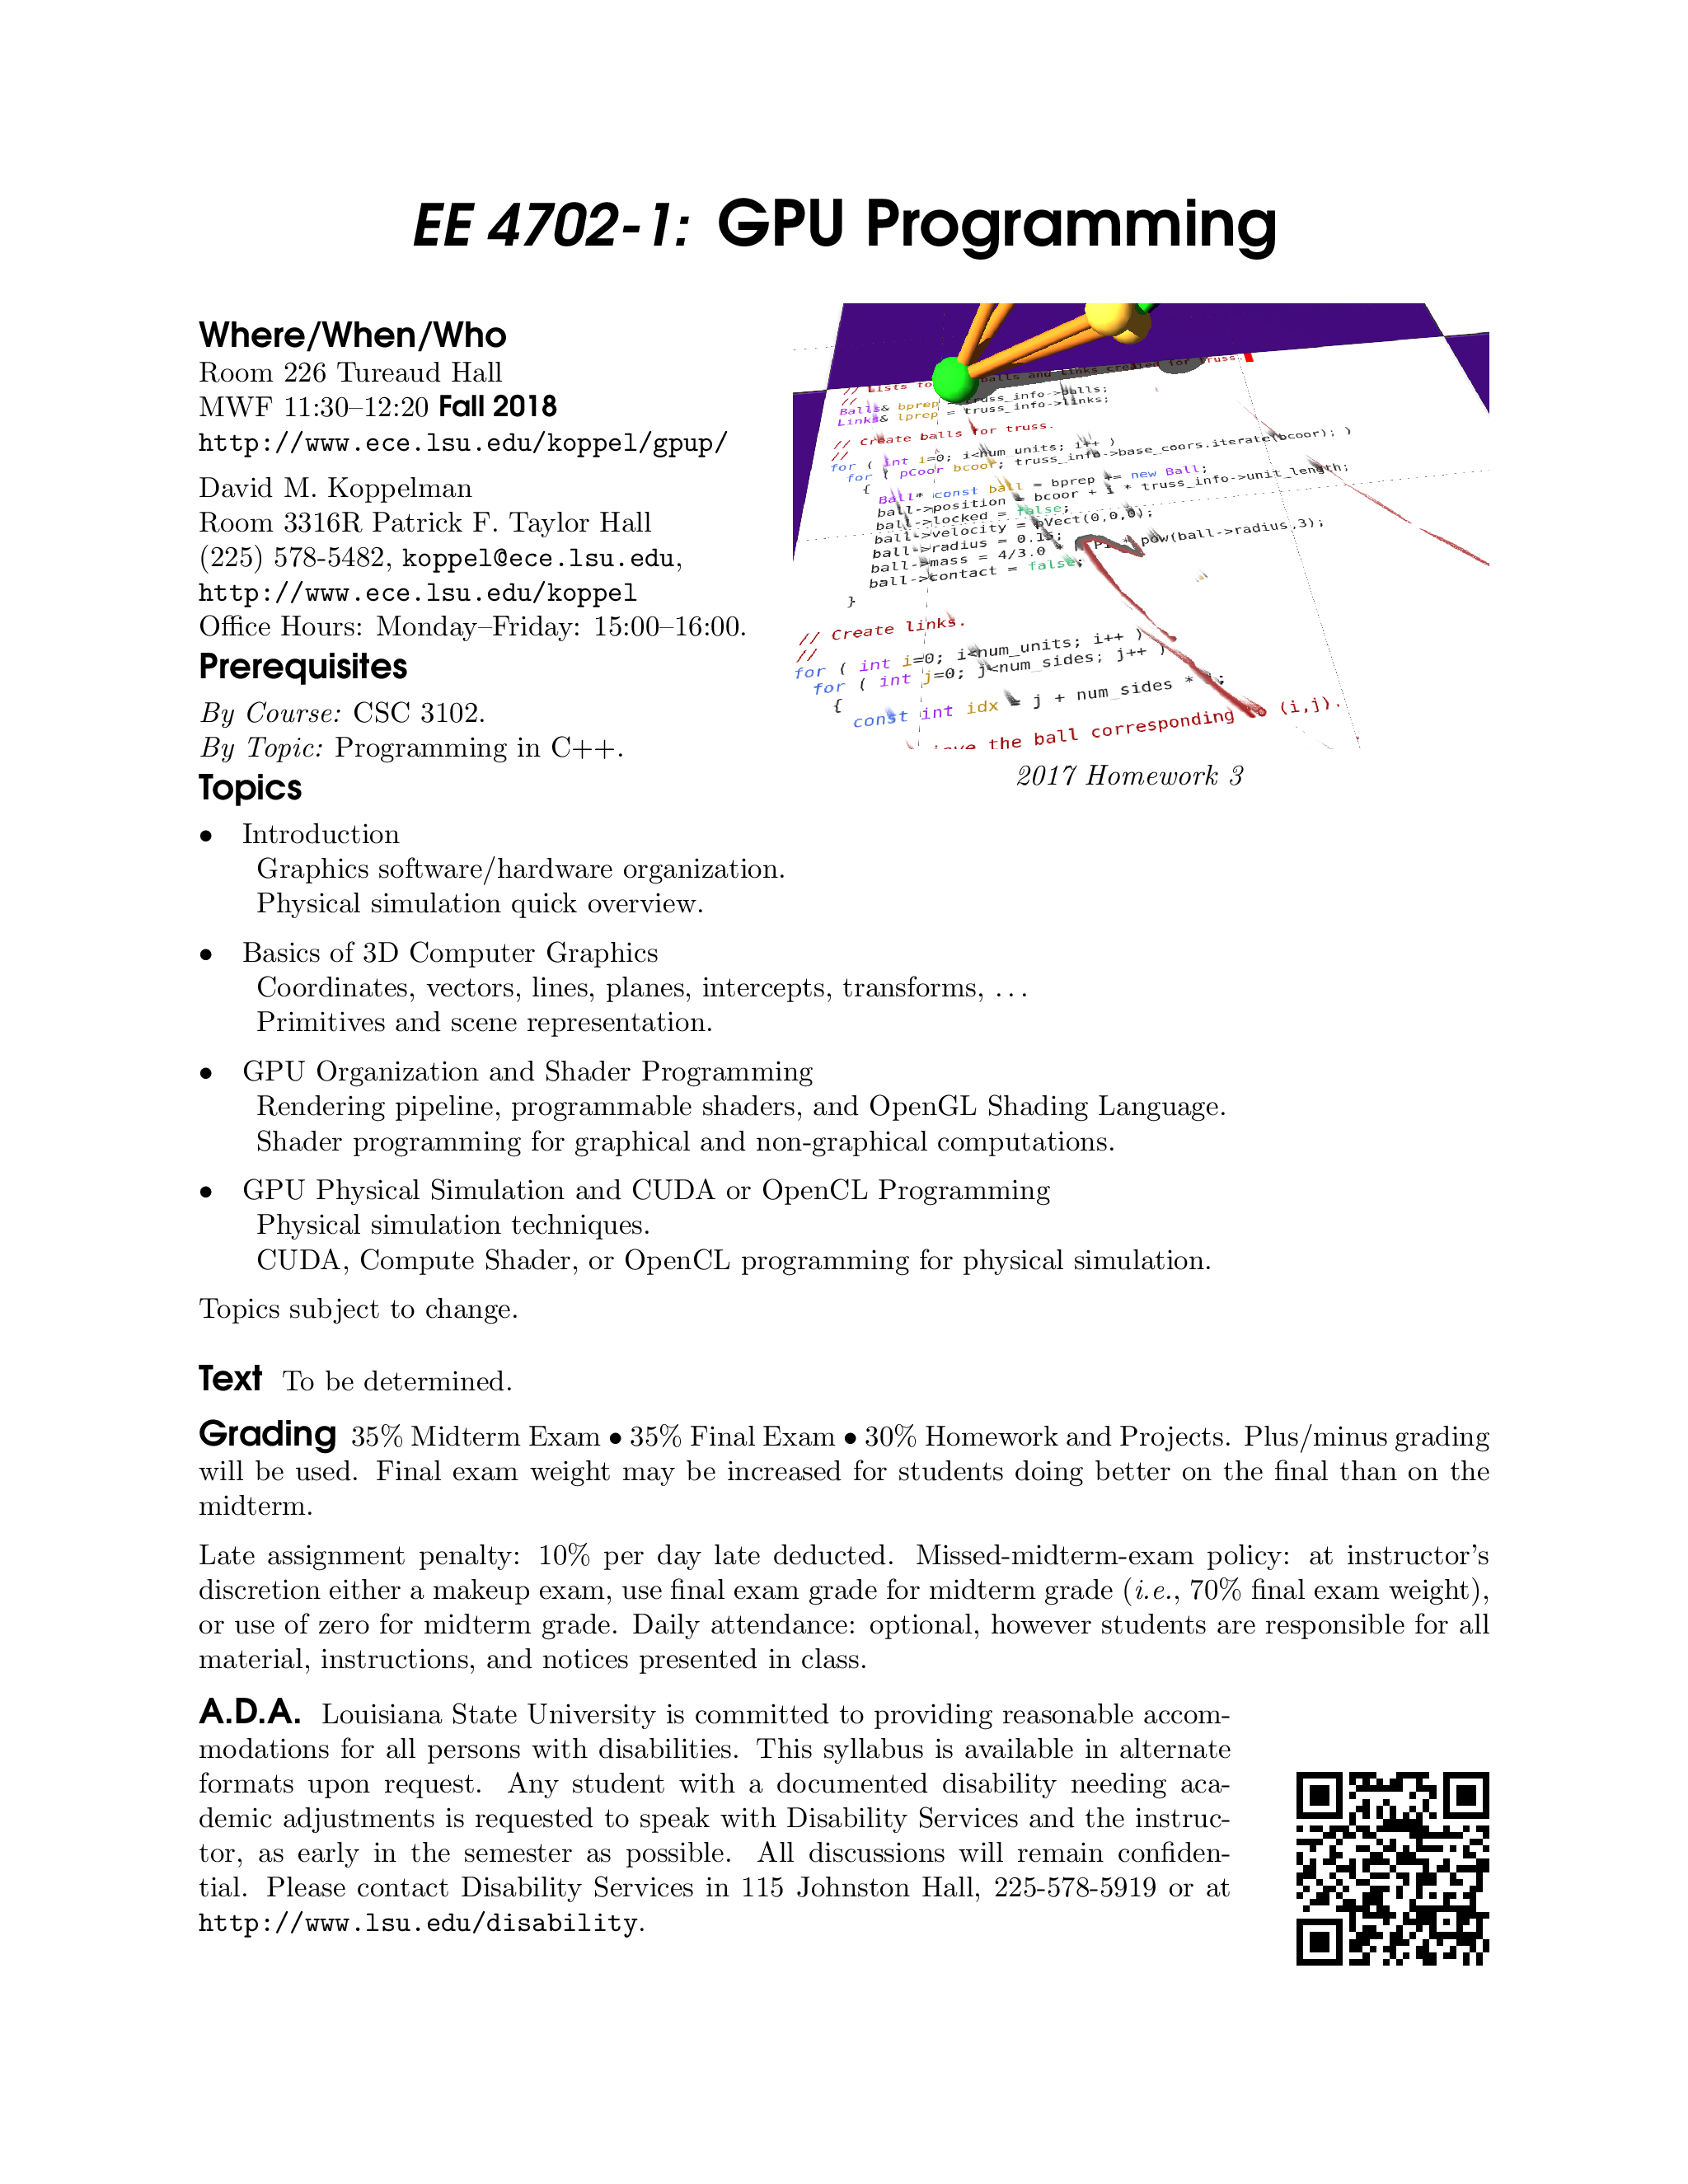 EE 4702-1: GPU Programming
Where/When/Who
Room 226 Tureaud Hall
MWF 11:30–12:20 Fall 2018
http://www.ece.lsu.edu/koppel/gpup/
David M. Koppelman
Room 3316R Patrick F. Taylor Hall
(225) 578-5482, koppel@ece.lsu.edu,
http://www.ece.lsu.edu/koppel
Office Hours: Monday–Friday: 15:00–16:00.
Prerequisites
By Course: CSC 3102.
By Topic: Programming in C++.
// Lists to balls and links created for truss.
//
Balls& bprep = truss_info->balls;
Links& lprep = truss_info->links;
// Create balls for truss.
//
for ( int i=0; i<num_units; i++ )
for ( pCoor bcoor; truss_info->base_coors.iterate(bcoor); )
{
Ball* const ball = bprep += new Ball;
ball->position = bcoor + i * truss_info->unit_length;
ball->locked = false;
ball->velocity = pVect(0,0,0);
ball->radius = 0.15;
ball->mass = 4/3.0 * pow(ball->radius,3);
ball->contact = false;
}
// Create links.
//
for ( int i=0; i<num_units; i++ )
for ( int j=0; j<num_sides; j++ )
{
const int idx = j + num_sides *
the ball corresponding (i,j).
2017 Homework 3
Topics
• Introduction
Graphics software/hardware organization.
Physical simulation quick overview.
• Basics of 3D Computer Graphics
Coordinates, vectors, lines, planes, intercepts, transforms, ...
Primitives and scene representation.
• GPU Organization and Shader Programming
Rendering pipeline, programmable shaders, and OpenGL Shading Language.
Shader programming for graphical and non-graphical computations.
• GPU Physical Simulation and CUDA or OpenCL Programming
Physical simulation techniques.
CUDA, Compute Shader, or OpenCL programming for physical simulation.
Topics subject to change.
Text To be determined.
Grading 35% Midterm Exam • 35% Final Exam • 30% Homework and Projects. Plus/minus grading
will be used. Final exam weight may be increased for students doing better on the final than on the
midterm.
Late assignment penalty: 10% per day late deducted. Missed-midterm-exam policy: at instructor's
discretion either a makeup exam, use final exam grade for midterm grade (i.e., 70% final exam weight),
or use of zero for midterm grade. Daily attendance: optional, however students are responsible for all
material, instructions, and notices presented in class.
A.D.A. Louisiana State University is committed to providing reasonable accom-
modations for all persons with disabilities. This syllabus is available in alternate
formats upon request. Any student with a documented disability needing aca-
demic adjustments is requested to speak with Disability Services and the instruc-
tor, as early in the semester as possible. All discussions will remain confiden-
tial. Please contact Disability Services in 115 Johnston Hall, 225-578-5919 or at
http://www.lsu.edu/disability.